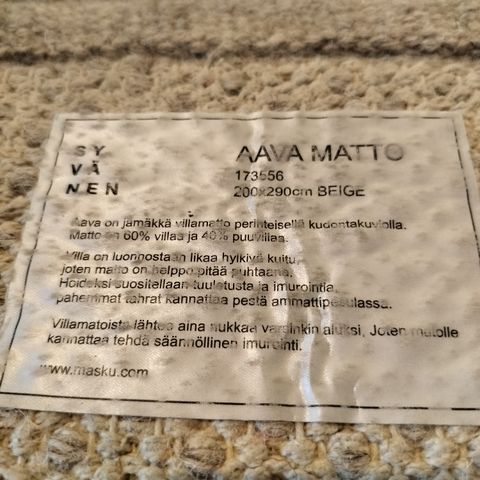 SY
VÄ
NEN
AAVA MATTO
173556
200x290cm BEIGE
Aava on jämäkkä villamatto perinteisellä kudontakuviolla.
Matto on 60% villaa ja 40% puuvillaa.
Villa on luonnostaan likaa hylkivä kuitu,
joten matto on helppo pitää puhtaana.
Hoidoksi suositellaan tuuletusta ja imurointia,
pahemmat tahrat kannattaa pestä ammattipesulassa.
Villamatoista lähtee aina nukkaa varsinkin aluksi, Joten matolle
kannattaa tehdä säännöllinen imurointi.
www.masku.com